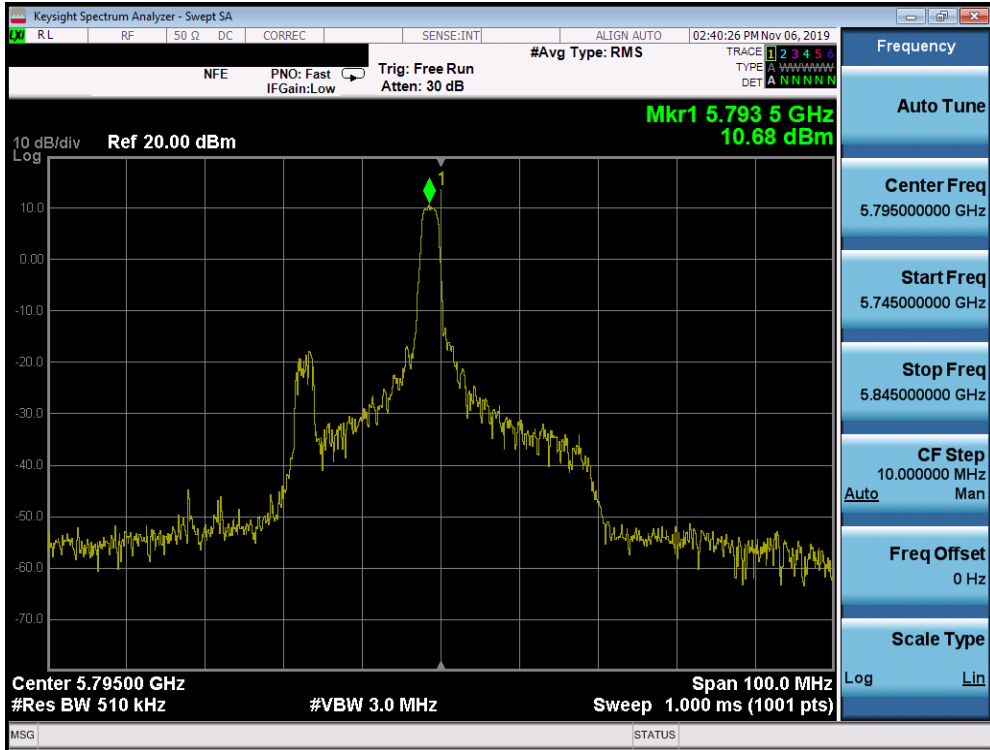 Keysight Spectrum Analyzer - Swept SA
LXI RL RF 50 Ω DC CORREC SENSE:INT ALIGN AUTO 02:40:26 PM Nov 06, 2019
#Avg Type: RMS
TRACE 1 2 3 4 5 6
NFE PNO: Fast Trig: Free Run
TYPE A WWWWW
IFGain:Low Atten: 30 dB
DET A N N N N N
Mkr1 5.793 5 GHz
10.68 dBm
10 dB/div Ref 20.00 dBm
Log
1
10.0
0.00
-10.0
-20.0
-30.0
-40.0
-50.0
-60.0
-70.0
Center 5.79500 GHz Span 100.0 MHz
#Res BW 510 kHz #VBW 3.0 MHz Sweep 1.000 ms (1001 pts)
MSG STATUS
Frequency
Auto Tune
Center Freq
5.795000000 GHz
Start Freq
5.745000000 GHz
Stop Freq
5.845000000 GHz
CF Step
10.000000 MHz
Auto Man
Freq Offset
0 Hz
Scale Type
Log Lin